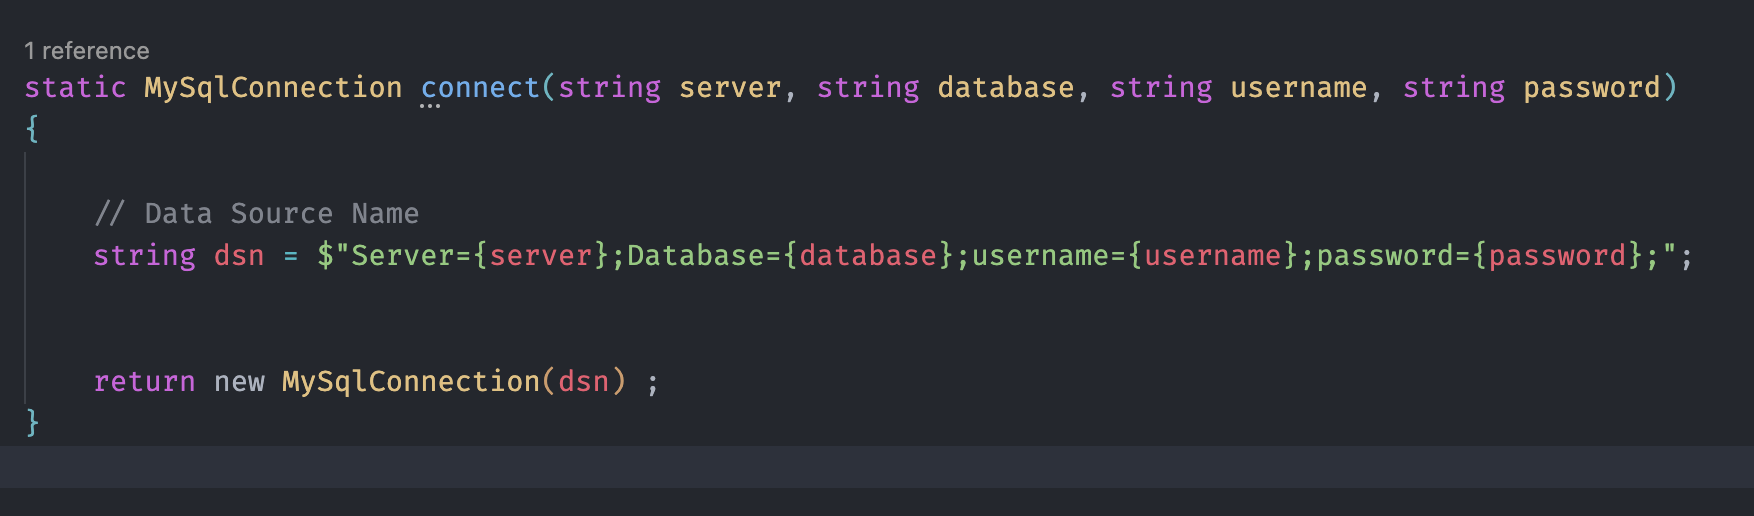 1 reference
static MySqlConnection connect(string server, string database, string username, string password)
{
// Data Source Name
string dsn = $"Server={server};Database={database};username={username};password={password};";
return new MySqlConnection(dsn) ;
}